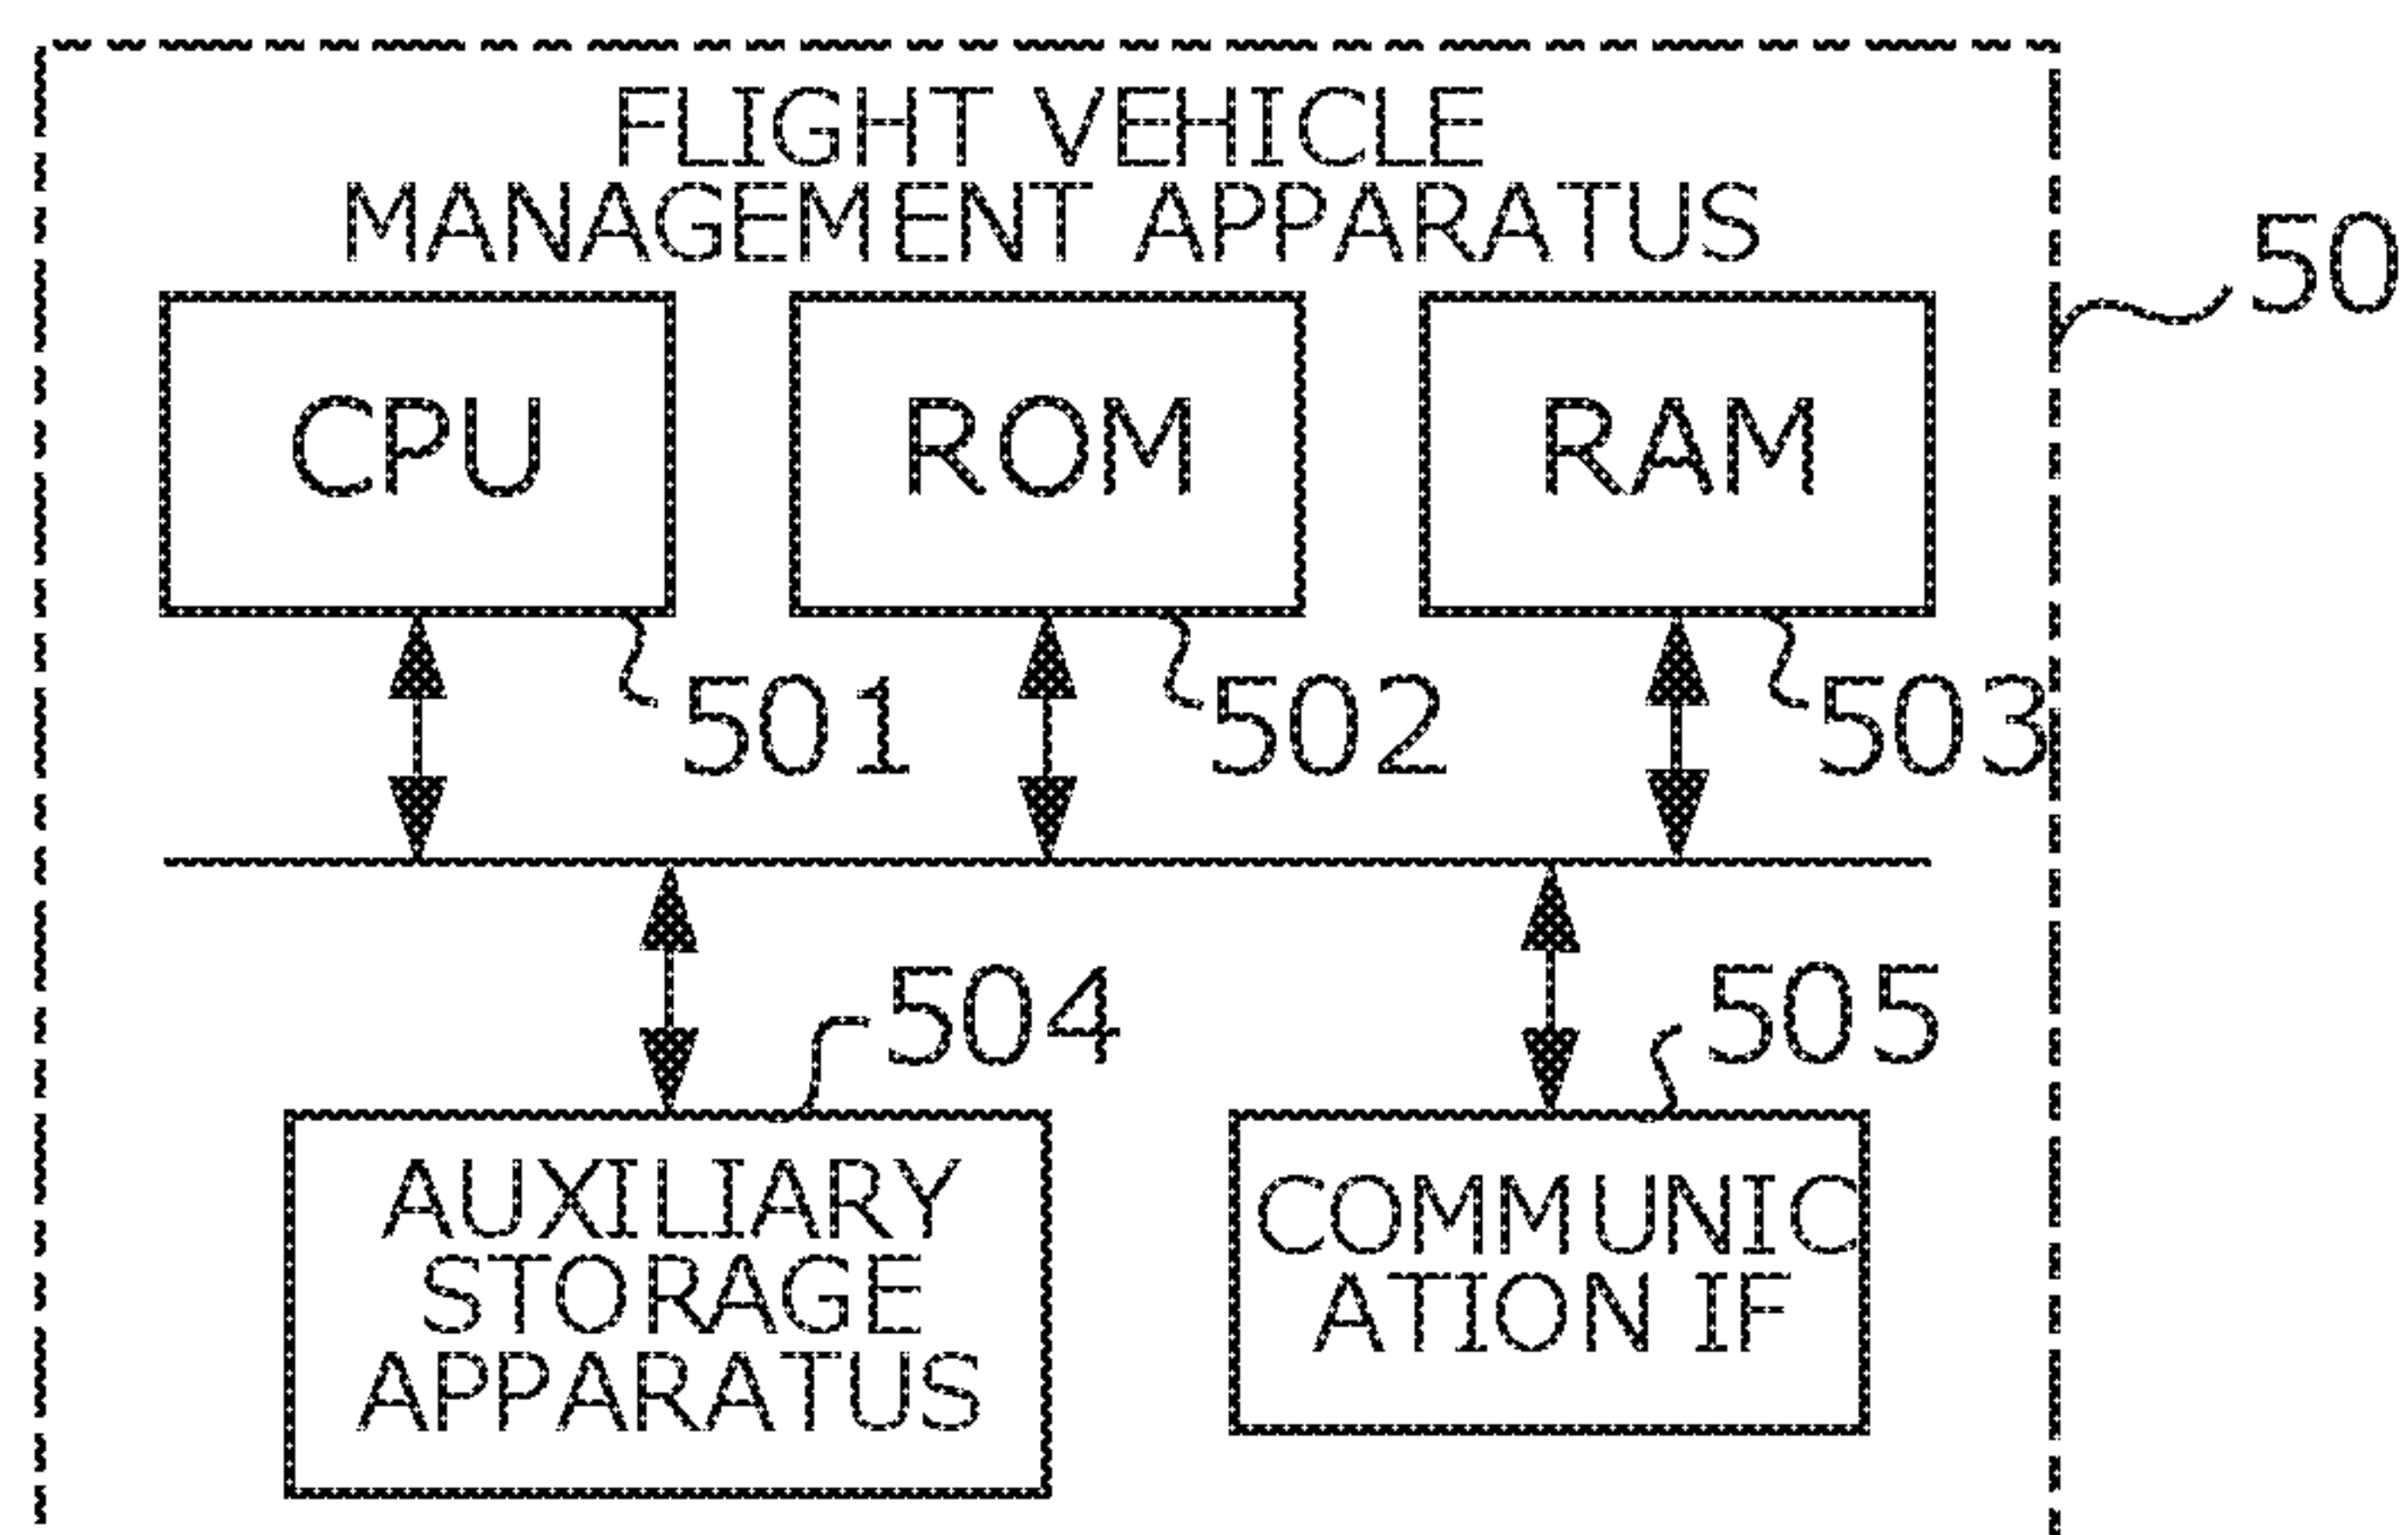 FLIGHT VEHICLE
MANAGEMENT APPARATUS
50
CPU
ROM
RAM
501
502
503
504
505
AUXILIARY
STORAGE
APPARATUS
COMMUNIC
ATION IF